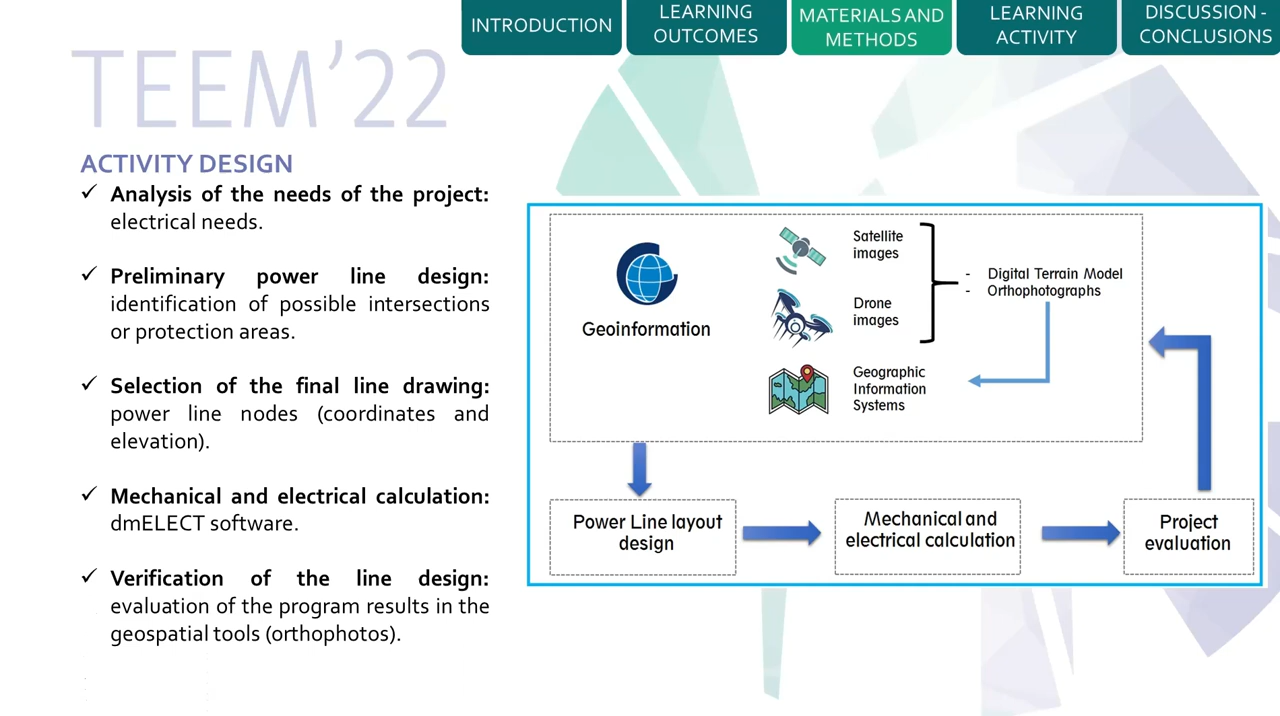 INTRODUCTION
LEARNING
OUTCOMES
MATERIALS AND
METHODS
LEARNING
ACTIVITY
DISCUSSION -
CONCLUSIONS
TEEM’22
ACTIVITY DESIGN
✓ Analysis of the needs of the project:
electrical needs.
✓ Preliminary power line design:
identification of possible intersections
or protection areas.
✓ Selection of the final line drawing:
power line nodes (coordinates and
elevation).
✓ Mechanical and electrical calculation:
dmELECT software.
✓ Verification of the line design:
evaluation of the program results in the
geospatial tools (orthophotos).
Geoinformation
Satellite
images
Drone
images
Geographic
Information
Systems
- Digital Terrain Model
- Orthophotographs
Power Line layout
design
Mechanical and
electrical calculation
Project
evaluation